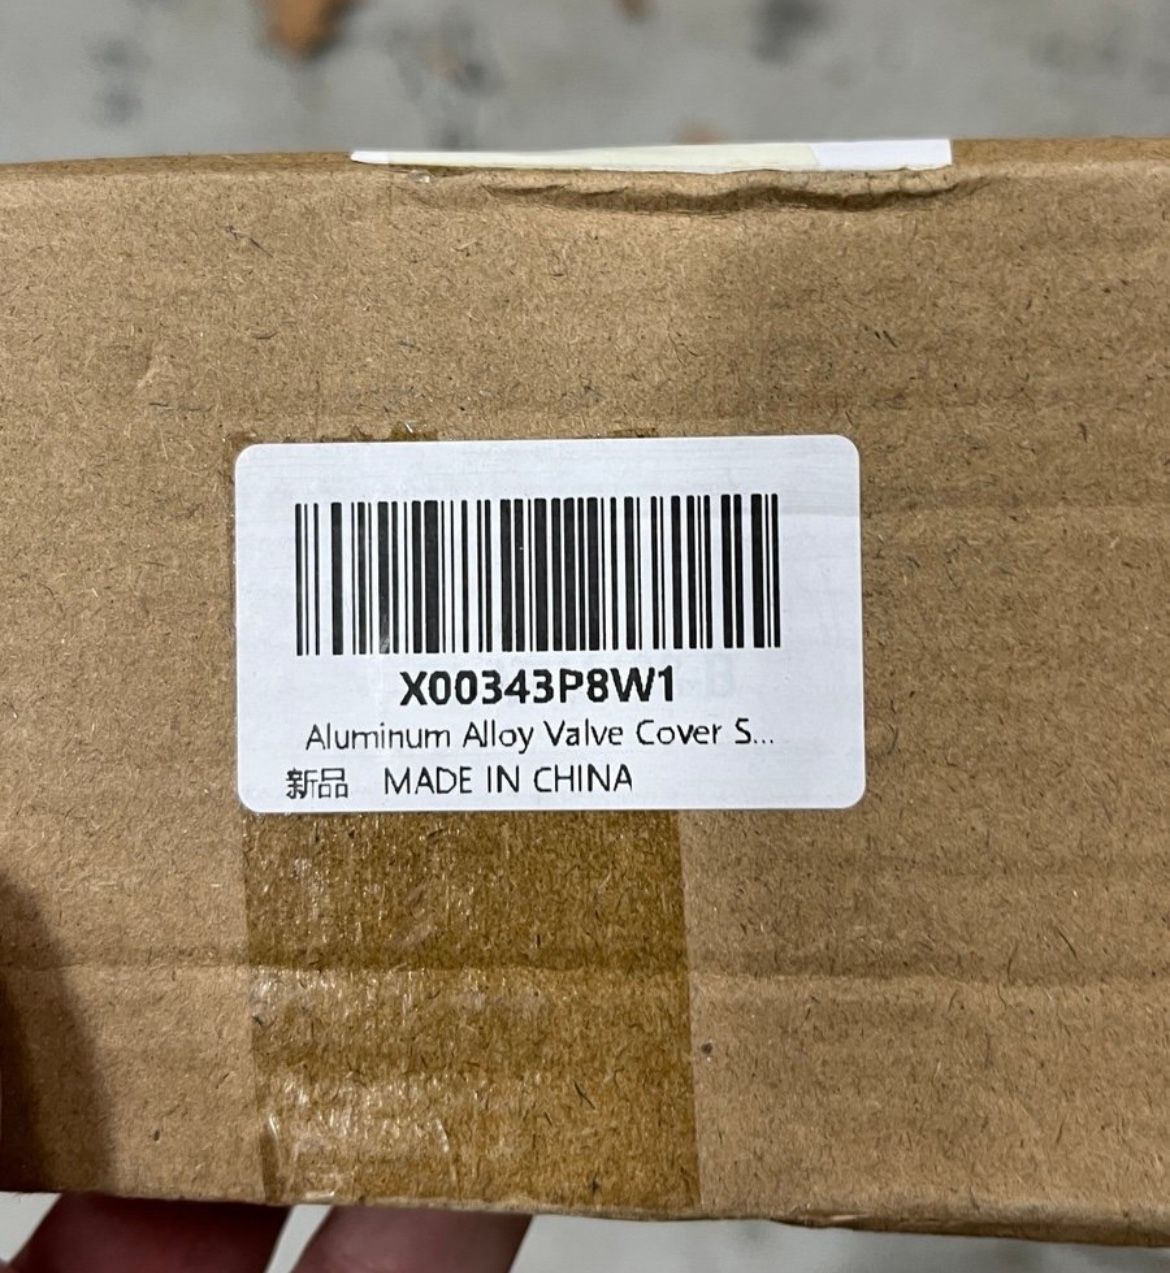 X00343P8W1
Aluminum Alloy Valve Cover S...
新品 MADE IN CHINA